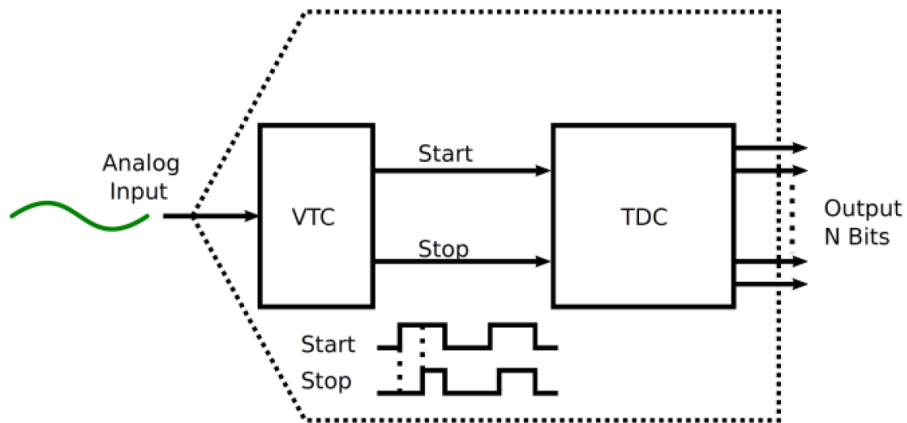 Analog
Input
VTC
Start
Stop
TDC
Output
N Bits
Start
Stop